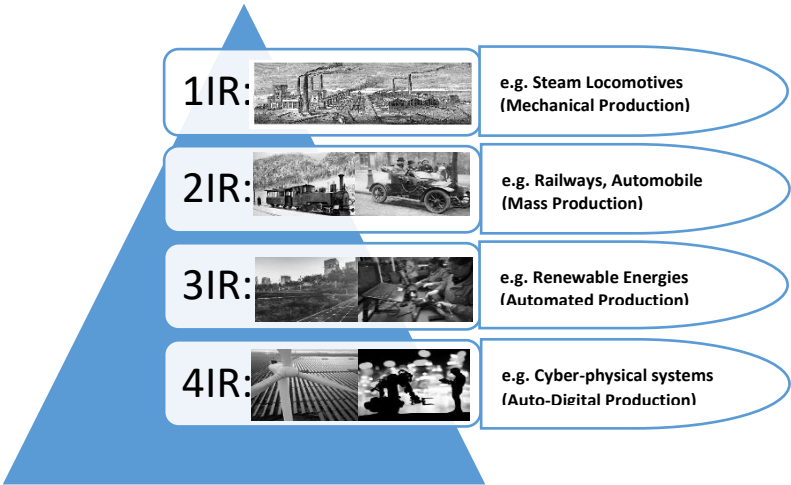 1IR:
e.g. Steam Locomotives
(Mechanical Production)
2IR:
e.g. Railways, Automobile
(Mass Production)
3IR:
e.g. Renewable Energies
(Automated Production)
4IR:
e.g. Cyber-physical systems
(Auto-Digital Production)